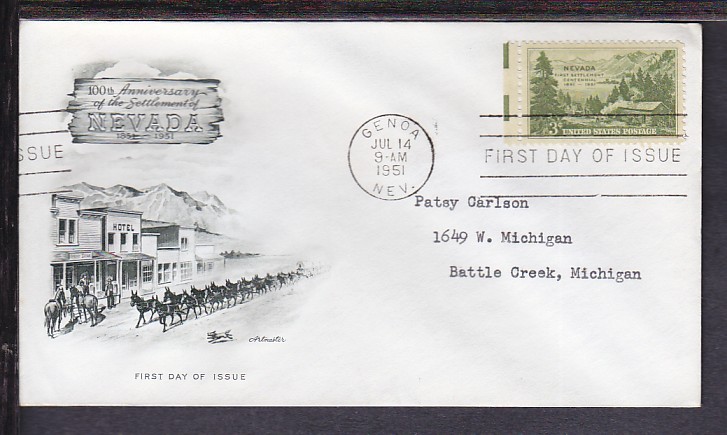 100th Anniversary
of the Settlement of
NEVADA
1851 - 1951
SSUE
HOTEL
Artmaster
FIRST DAY OF ISSUE
GENOA
JUL 14
9-AM
1951
NEV.
NEVADA
FIRST SETTLEMENT
CENTENNIAL
1851 - 1951
3¢ UNITED STATES POSTAGE
FIRST DAY OF ISSUE
Patsy Carlson
1649 W. Michigan
Battle Creek, Michigan